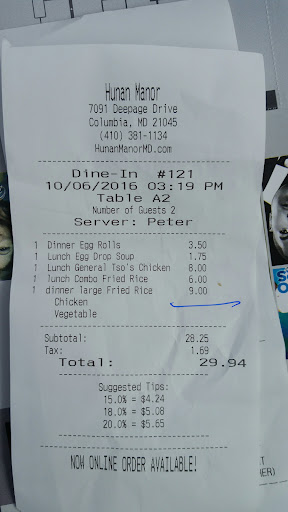 Hunan Manor
7091 Deepage Drive
Columbia, MD 21045
(410) 381-1134
HunanManorMD.com
Dine-In #121
10/06/2016 03:19 PM
Table A2
Number of Guests 2
Server: Peter
1 Dinner Egg Rolls 3.50
1 Lunch Egg Drop Soup 1.75
1 Lunch General Tso's Chicken 8.00
1 lunch Combo Fried Rice 6.00
1 dinner large Fried Rice 9.00
Chicken
Vegetable
Subtotal: 28.25
Tax: 1.69
Total: 29.94
Suggested Tips:
15.0% = $4.24
18.0% = $5.08
20.0% = $5.65
NOW ONLINE ORDER AVAILABLE!